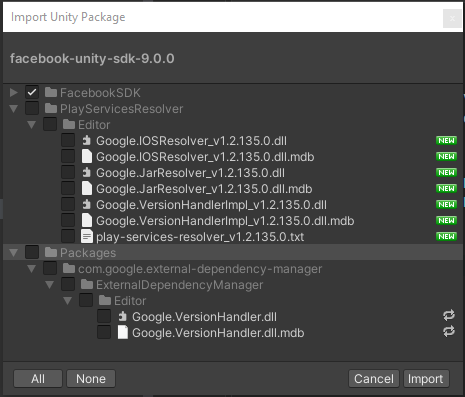 Import Unity Package
facebook-unity-sdk-9.0.0
FacebookSDK
PlayServicesResolver
Editor
Google.IOSResolver_v1.2.135.0.dll NEW
Google.IOSResolver_v1.2.135.0.dll.mdb NEW
Google.JarResolver_v1.2.135.0.dll NEW
Google.JarResolver_v1.2.135.0.dll.mdb NEW
Google.VersionHandlerImpl_v1.2.135.0.dll NEW
Google.VersionHandlerImpl_v1.2.135.0.dll.mdb NEW
play-services-resolver_v1.2.135.0.txt NEW
Packages
com.google.external-dependency-manager
ExternalDependencyManager
Editor
Google.VersionHandler.dll
Google.VersionHandler.dll.mdb
All None Cancel Import